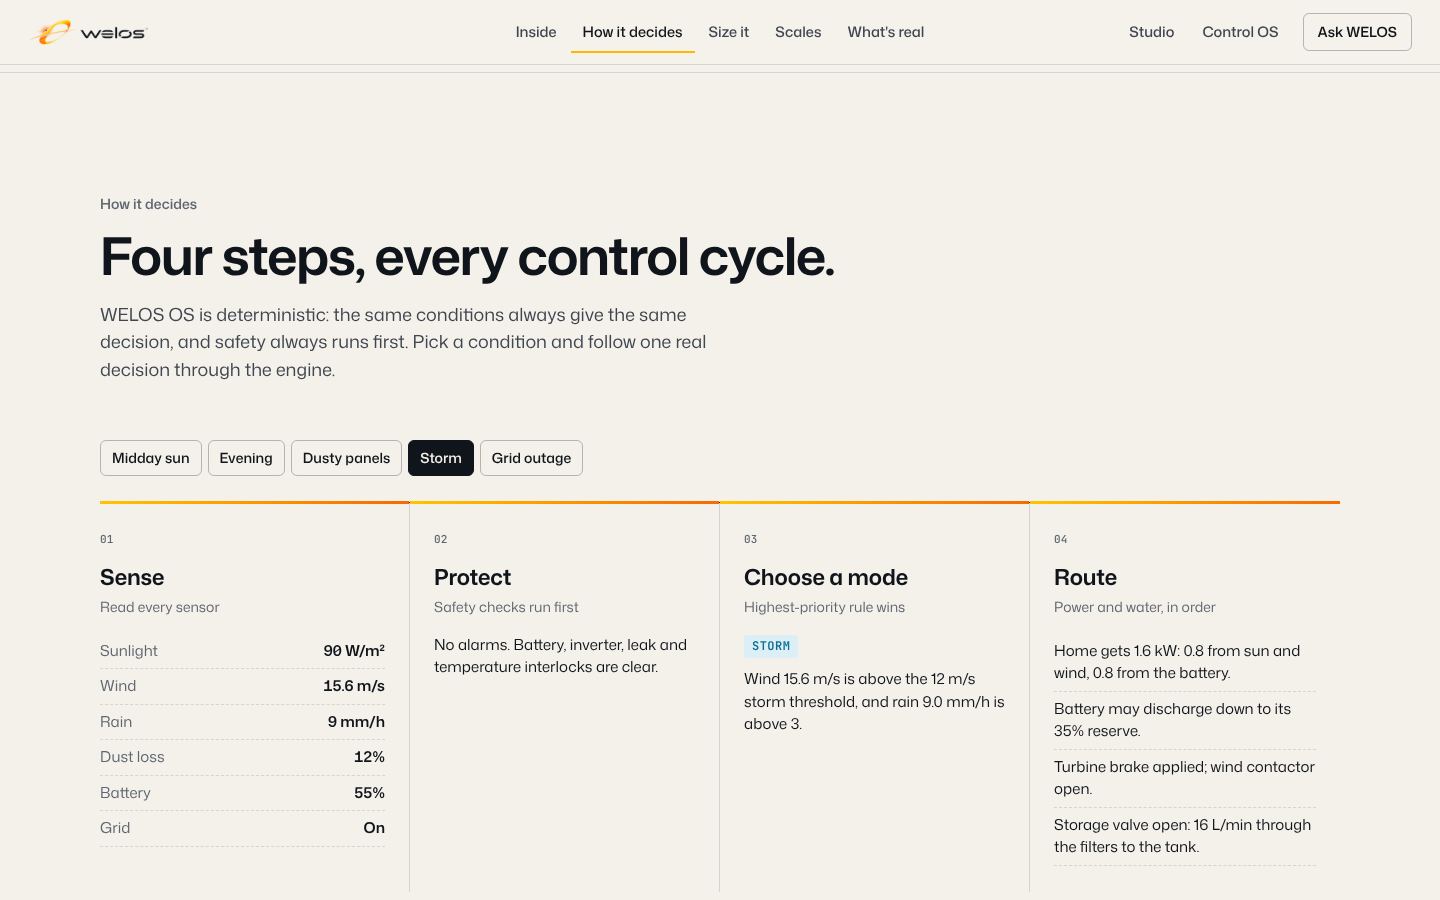 welos
Inside
How it decides
Size it
Scales
What's real
Studio
Control OS
Ask WELOS
How it decides
Four steps, every control cycle.
WELOS OS is deterministic: the same conditions always give the same
decision, and safety always runs first. Pick a condition and follow one real
decision through the engine.
Midday sun
Evening
Dusty panels
Storm
Grid outage
01
Sense
Read every sensor
Sunlight 90 W/m²
Wind 15.6 m/s
Rain 9 mm/h
Dust loss 12%
Battery 55%
Grid On
02
Protect
Safety checks run first
No alarms. Battery, inverter, leak and
temperature interlocks are clear.
03
Choose a mode
Highest-priority rule wins
STORM
Wind 15.6 m/s is above the 12 m/s
storm threshold, and rain 9.0 mm/h is
above 3.
04
Route
Power and water, in order
Home gets 1.6 kW: 0.8 from sun and
wind, 0.8 from the battery.
Battery may discharge down to its
35% reserve.
Turbine brake applied; wind contactor
open.
Storage valve open: 16 L/min through
the filters to the tank.